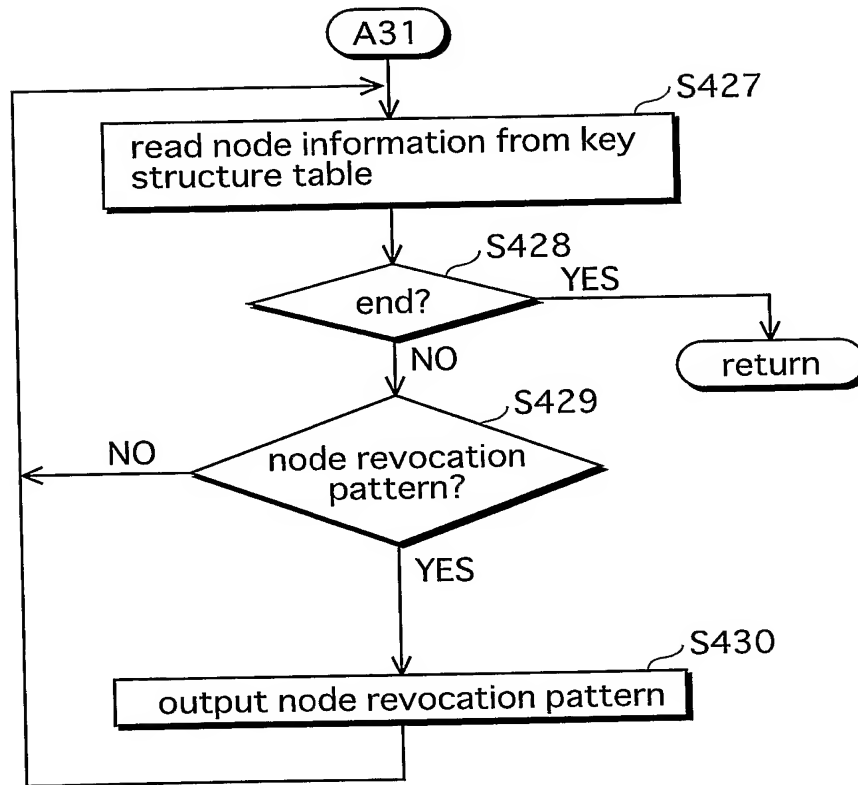 A31
S427
read node information from key
structure table
S428
end?
YES
NO
return
S429
node revocation
pattern?
NO
YES
S430
output node revocation pattern